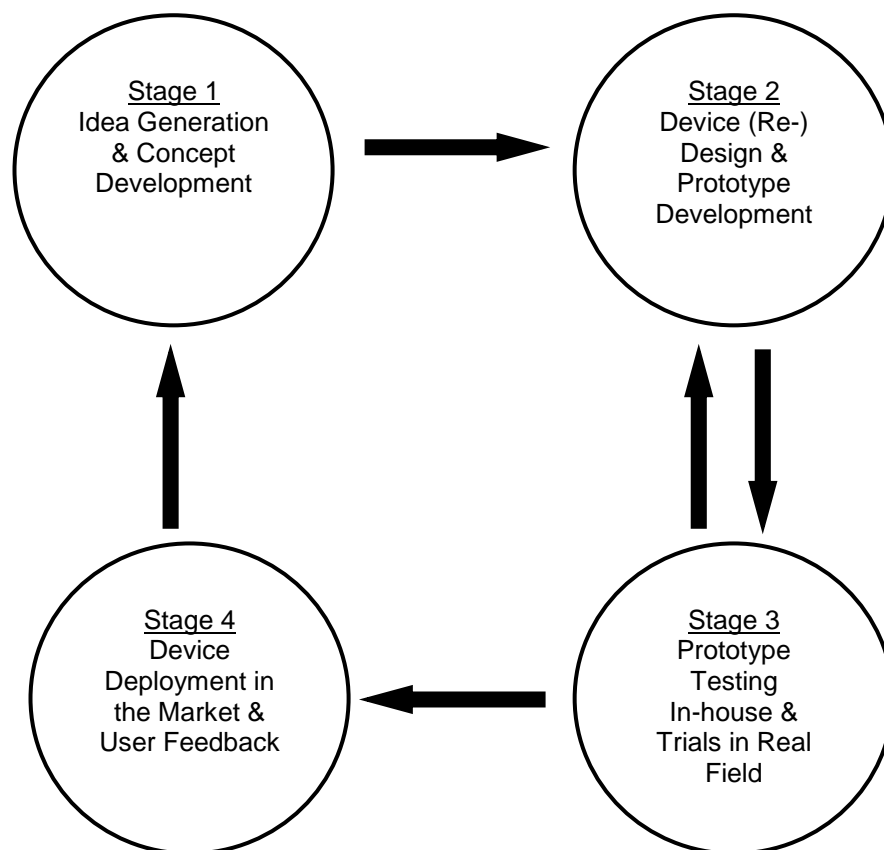 Stage 1
Idea Generation
& Concept
Development
Stage 2
Device (Re-)
Design &
Prototype
Development
Stage 4
Device
Deployment in
the Market &
User Feedback
Stage 3
Prototype
Testing
In-house &
Trials in Real
Field